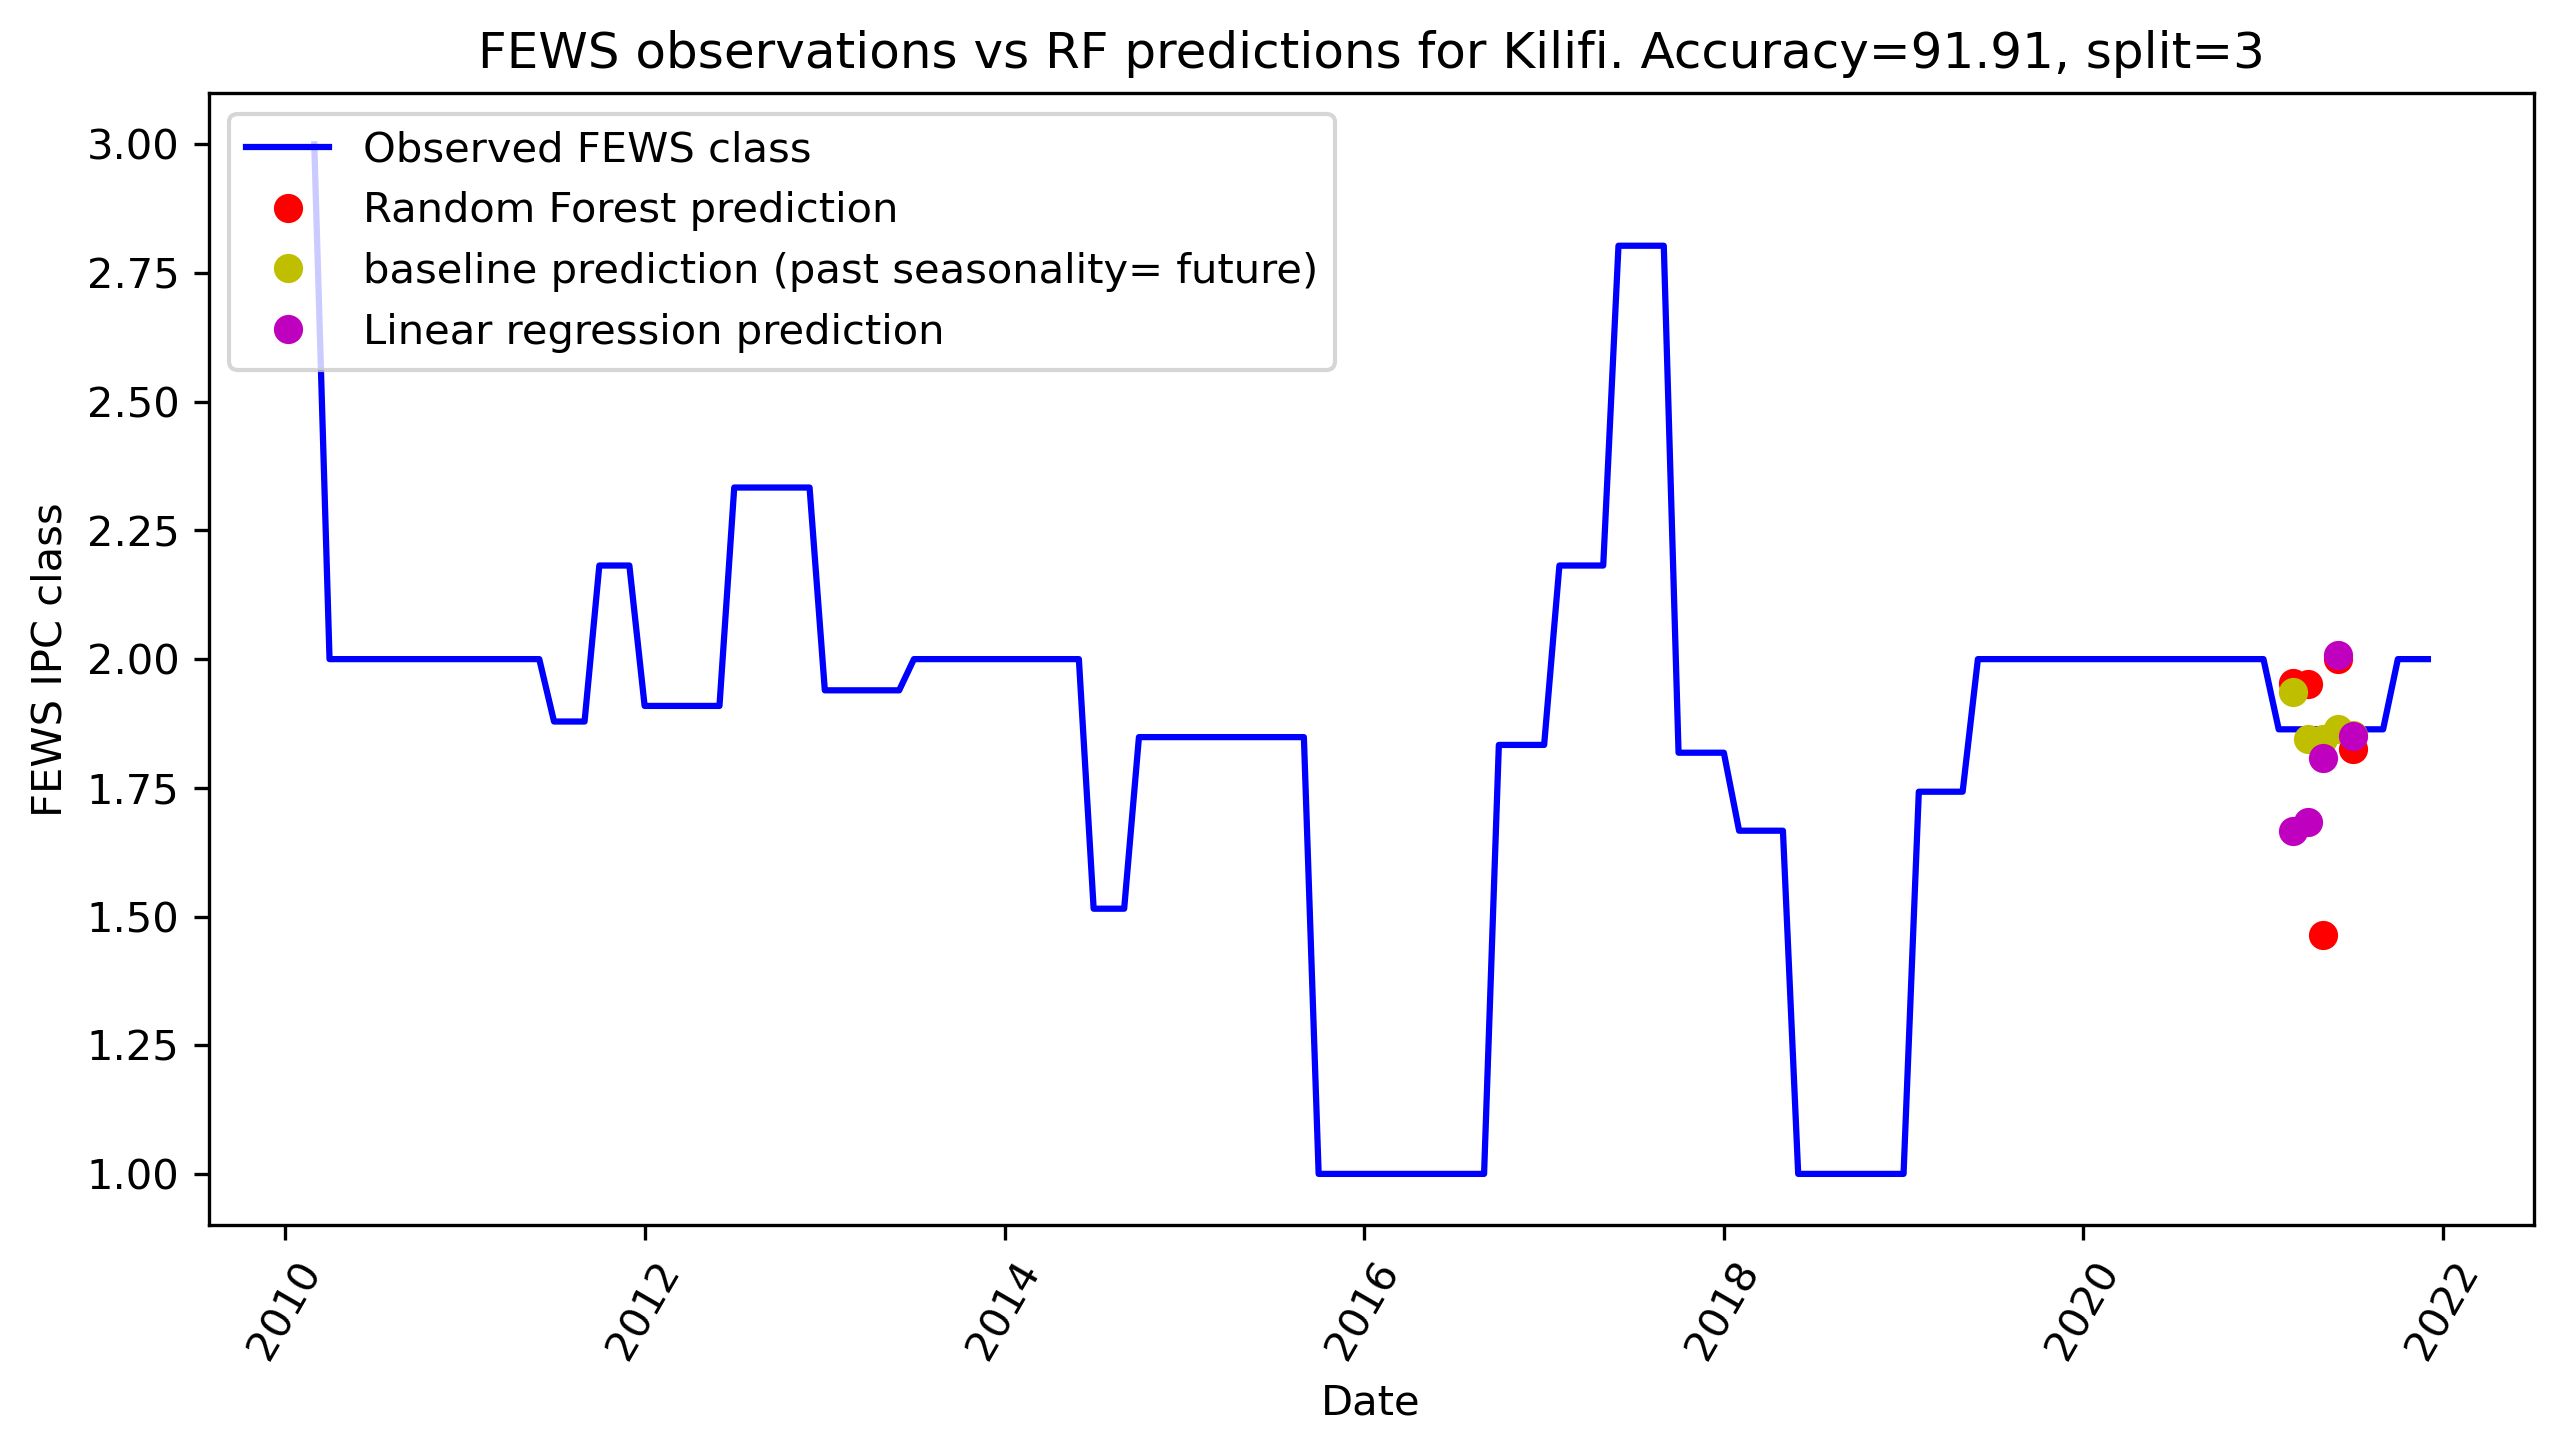 FEWS observations vs RF predictions for Kilifi. Accuracy=91.91, split=3
Observed FEWS class
Random Forest prediction
baseline prediction (past seasonality= future)
Linear regression prediction
FEWS IPC class
3.00
2.75
2.50
2.25
2.00
1.75
1.50
1.25
1.00
2010
2012
2014
2016
2018
2020
2022
Date